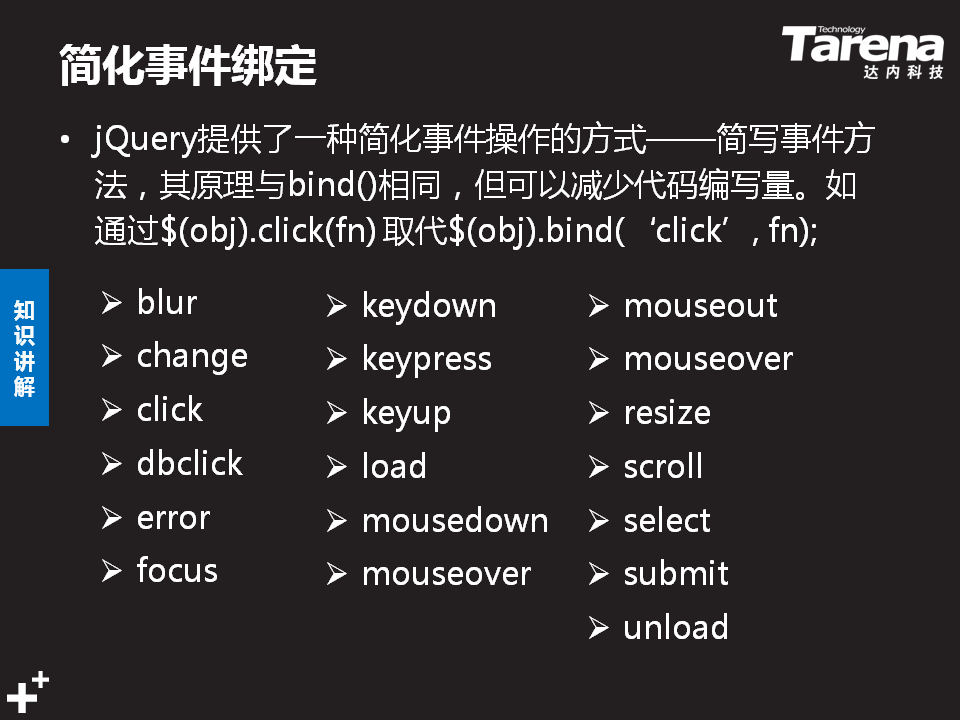 简化事件绑定
Technology
Tarena
达内科技
• jQuery提供了一种简化事件操作的方式——简写事件方
法，其原理与bind()相同，但可以减少代码编写量。如
通过$(obj).click(fn)取代$(obj).bind(‘click’, fn);
知
识
讲
解
➢ blur
➢ change
➢ click
➢ dbclick
➢ error
➢ focus
➢ keydown
➢ keypress
➢ keyup
➢ load
➢ mousedown
➢ mouseover
➢ mouseout
➢ mouseover
➢ resize
➢ scroll
➢ select
➢ submit
➢ unload